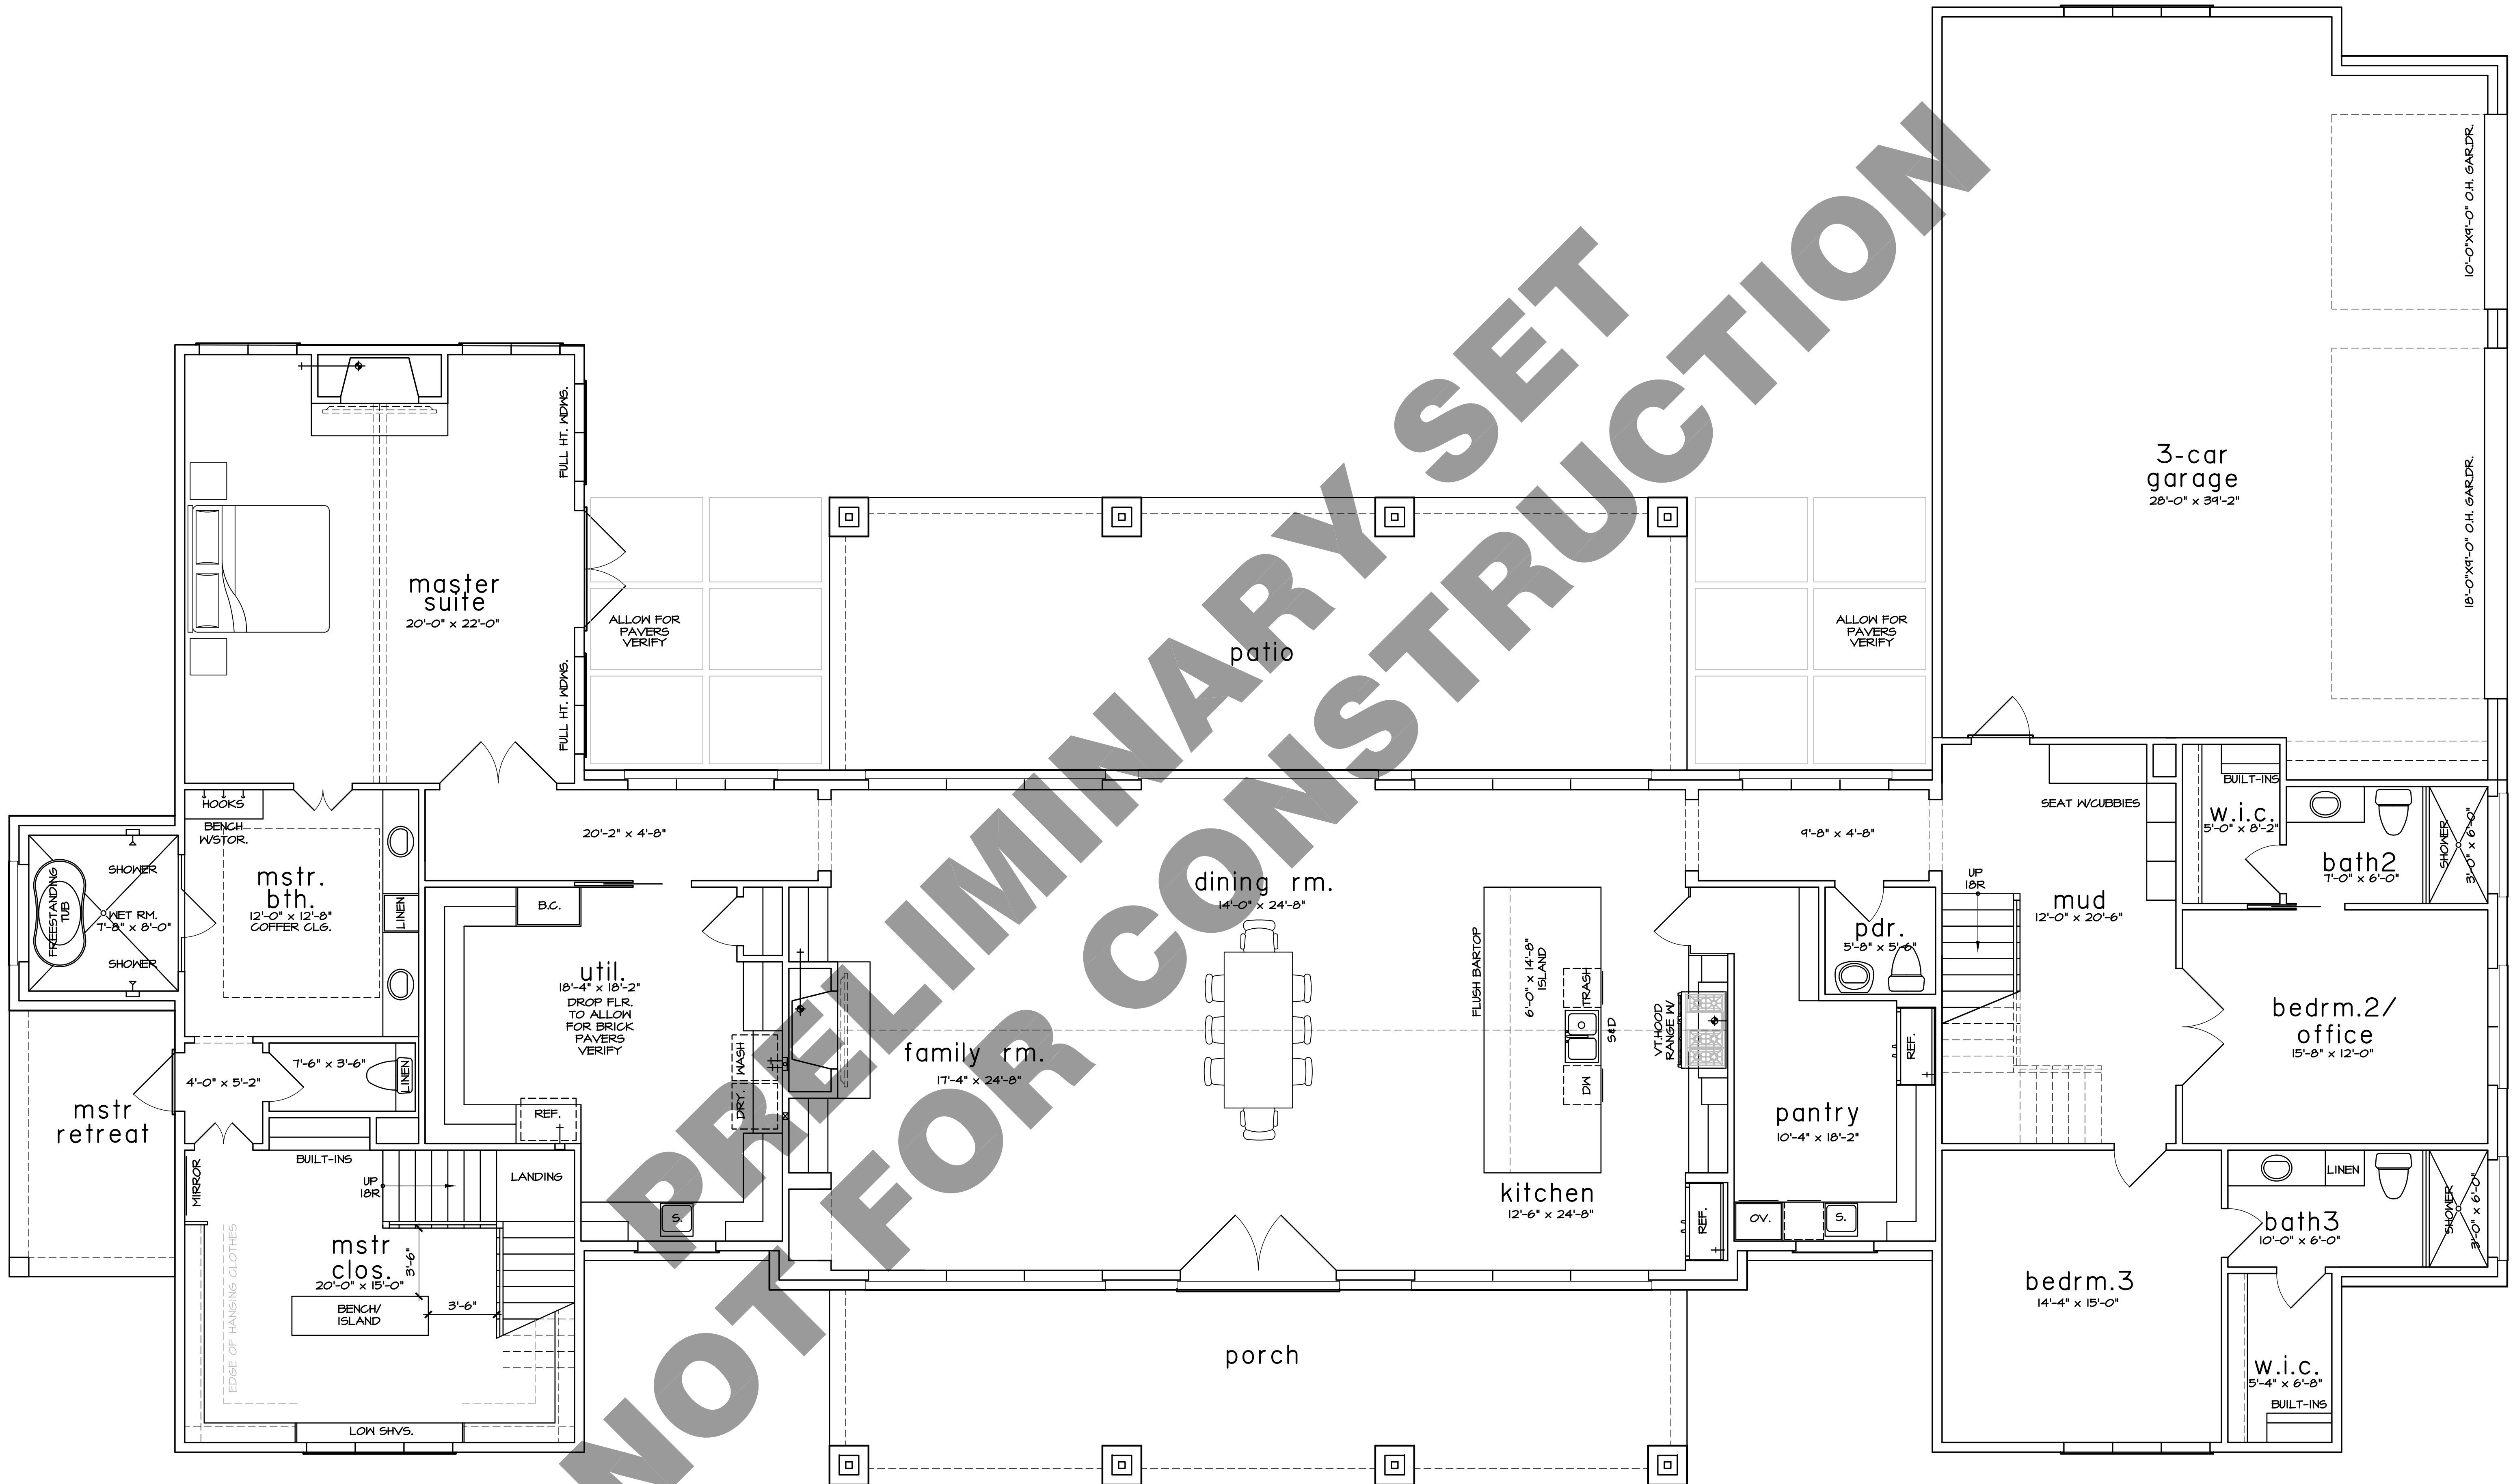 PRELIMINARY SET
NOT FOR CONSTRUCTION
10'-0"X9'-0" O.H. GAR.DR.
18'-0"X9'-0" O.H. GAR.DR.
3-car
garage
28'-0" x 39'-2"
FULL HT. WDWS.
FULL HT. WDWS.
master
suite
20'-0" x 22'-0"
ALLOW FOR
PAVERS
VERIFY
patio
ALLOW FOR
PAVERS
VERIFY
HOOKS
BENCH
W/STOR.
FREESTANDING
TUB
SHOWER
WET RM.
7'-8" x 8'-0"
SHOWER
mstr.
bth.
12'-0" x 12'-8"
COFFER CLG.
LINEN
20'-2" x 4'-8"
B.C.
util.
18'-4" x 18'-2"
DROP FLR.
TO ALLOW
FOR BRICK
PAVERS
VERIFY
WASH
DRY.
REF.
S.
family rm.
17'-4" x 24'-8"
dining rm.
14'-0" x 24'-8"
FLUSH BARTOP
6'-0" x 14'-8"
ISLAND
TRASH
S&D
DW
VT.HOOD
RANGE W/
kitchen
12'-6" x 24'-8"
REF.
9'-8" x 4'-8"
pdr.
5'-8" x 5'-6"
REF.
pantry
10'-4" x 18'-2"
OV.
S.
UP
18R
SEAT W/CUBBIES
mud
12'-0" x 20'-6"
BUILT-INS
w.i.c.
5'-0" x 8'-2"
bath2
7'-0" x 6'-0"
SHOWER
3'-0" x 6'-0"
bedrm.2/
office
15'-8" x 12'-0"
LINEN
bath3
10'-0" x 6'-0"
SHOWER
3'-0" x 6'-0"
bedrm.3
14'-4" x 15'-0"
w.i.c.
5'-4" x 6'-8"
BUILT-INS
mstr
retreat
4'-0" x 5'-2"
7'-6" x 3'-6"
LINEN
BUILT-INS
MIRROR
UP
18R
LANDING
EDGE OF HANGING CLOTHES
mstr
clos.
20'-0" x 15'-0"
3'-6"
3'-6"
BENCH/
ISLAND
LOW SHVS.
porch